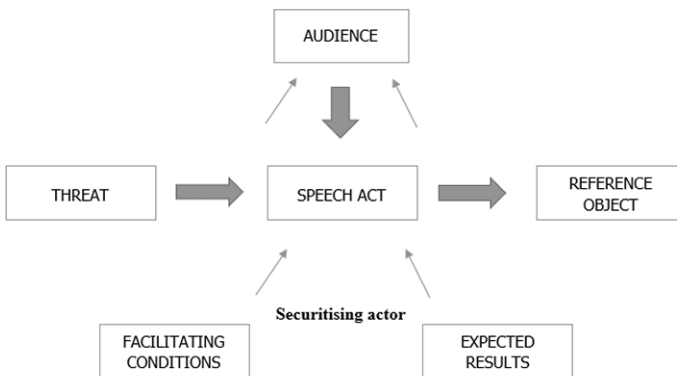 AUDIENCE
THREAT
SPEECH ACT
REFERENCE
OBJECT
Securitising actor
FACILITATING
CONDITIONS
EXPECTED
RESULTS